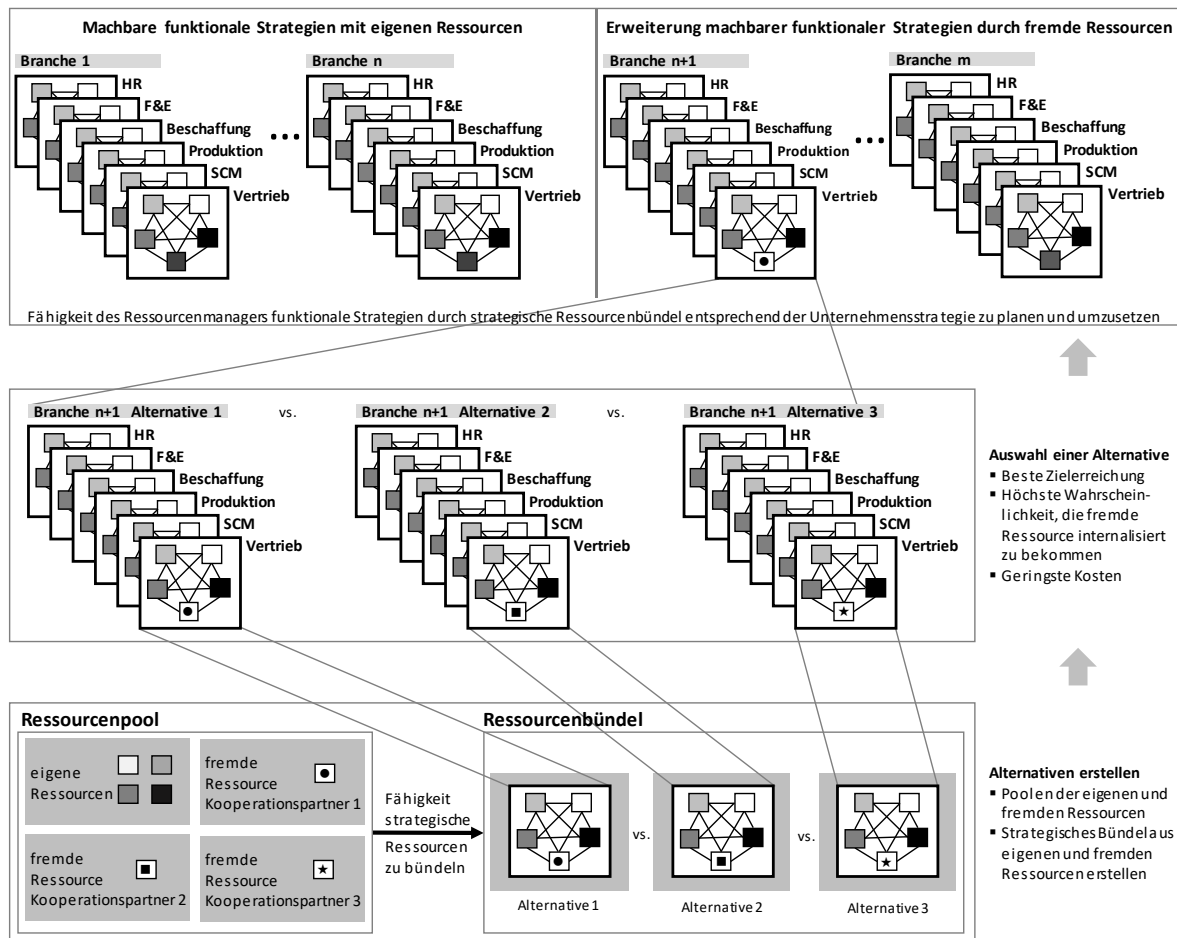 Machbare funktionale Strategien mit eigenen Ressourcen
Erweiterung machbarer funktionaler Strategien durch fremde Ressourcen
Branche 1
HR
F&E
Beschaffung
Produktion
SCM
Vertrieb
...
Branche n
HR
F&E
Beschaffung
Produktion
SCM
Vertrieb
Branche n+1
HR
F&E
Beschaffung
Produktion
SCM
Vertrieb
...
Branche m
HR
F&E
Beschaffung
Produktion
SCM
Vertrieb
Fähigkeit des Ressourcenmanagers funktionale Strategien durch strategische Ressourcenbündel entsprechend der Unternehmensstrategie zu planen und umzusetzen
Branche n+1 Alternative 1
HR
F&E
Beschaffung
Produktion
SCM
Vertrieb
vs.
Branche n+1 Alternative 2
HR
F&E
Beschaffung
Produktion
SCM
Vertrieb
vs.
Branche n+1 Alternative 3
HR
F&E
Beschaffung
Produktion
SCM
Vertrieb
Auswahl einer Alternative
▪ Beste Zielerreichung
▪ Höchste Wahrschein-
lichkeit, die fremde
Ressource internalisiert
zu bekommen
▪ Geringste Kosten
Ressourcenpool
eigene
Ressourcen
fremde
Ressource
Kooperationspartner 1
fremde
Ressource
Kooperationspartner 2
fremde
Ressource
Kooperationspartner 3
Fähigkeit
strategische
Ressourcen
zu bündeln
Ressourcenbündel
vs.
vs.
Alternative 1
Alternative 2
Alternative 3
Alternativen erstellen
▪ Poolen der eigenen und
fremden Ressourcen
▪ Strategisches Bündel aus
eigenen und fremden
Ressourcen erstellen